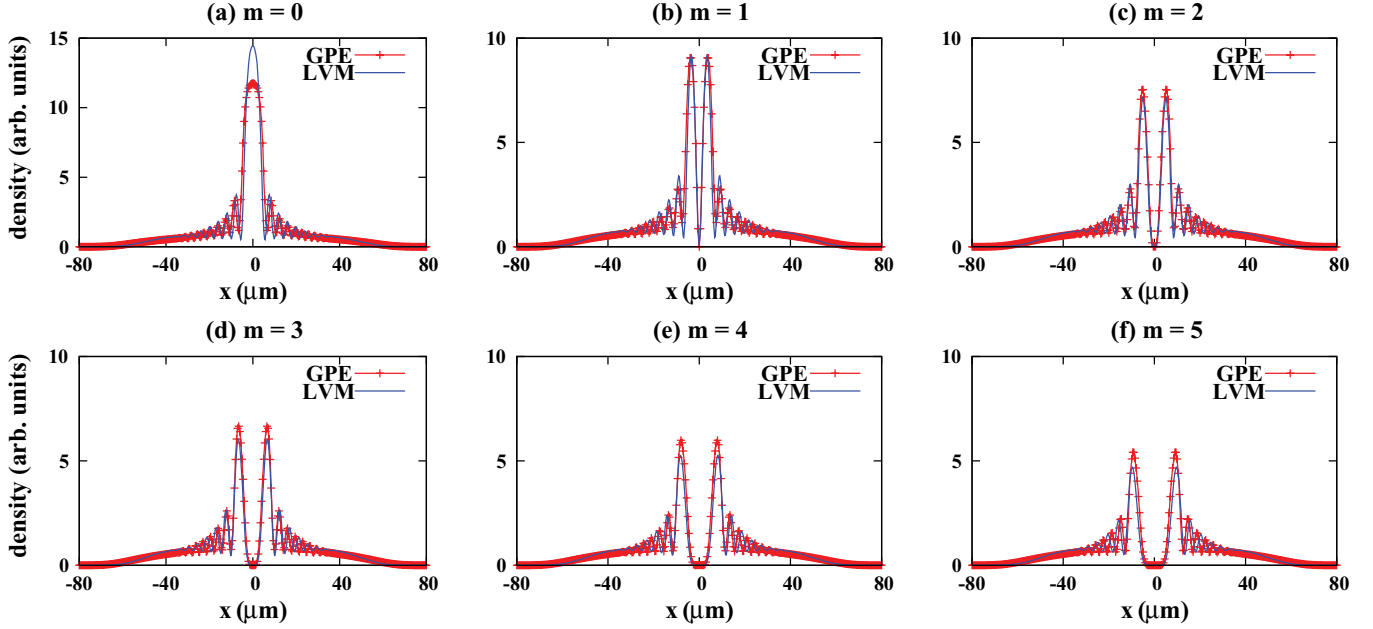 (a) m = 0
(b) m = 1
(c) m = 2
density (arb. units)
15
10
5
0
GPE
LVM
-80
-40
0
40
80
x (μm)
10
5
0
GPE
LVM
-80
-40
0
40
80
x (μm)
10
5
0
GPE
LVM
-80
-40
0
40
80
x (μm)
(d) m = 3
(e) m = 4
(f) m = 5
density (arb. units)
10
5
0
GPE
LVM
-80
-40
0
40
80
x (μm)
10
5
0
GPE
LVM
-80
-40
0
40
80
x (μm)
10
5
0
GPE
LVM
-80
-40
0
40
80
x (μm)